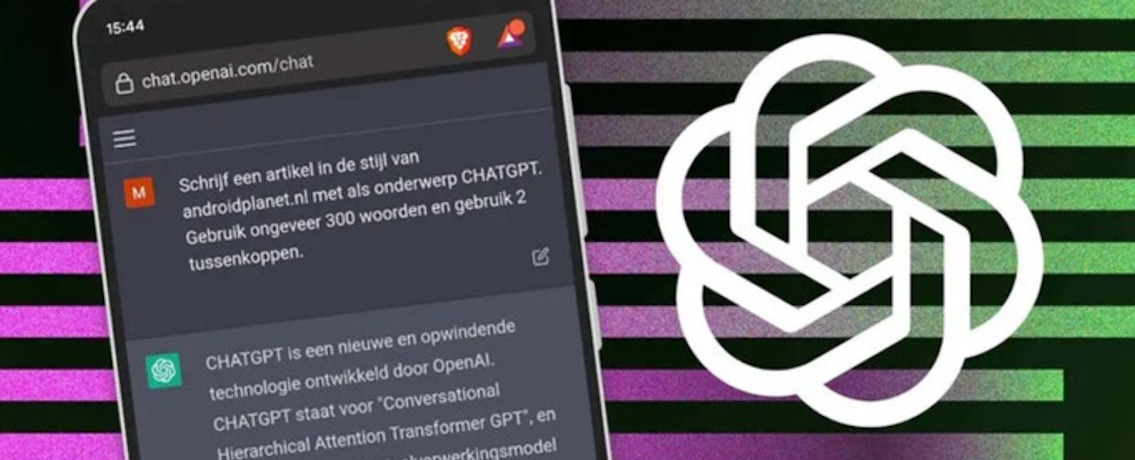 15:44
chat.openai.com/chat
M
Schrijf een artikel in de stijl van
androidplanet.nl met als onderwerp CHATGPT.
Gebruik ongeveer 300 woorden en gebruik 2
tussenkoppen.
CHATGPT is een nieuwe en opwindende
technologie ontwikkeld door OpenAI.
CHATGPT staat voor "Conversational
Hierarchical Attention Transformer GPT", en